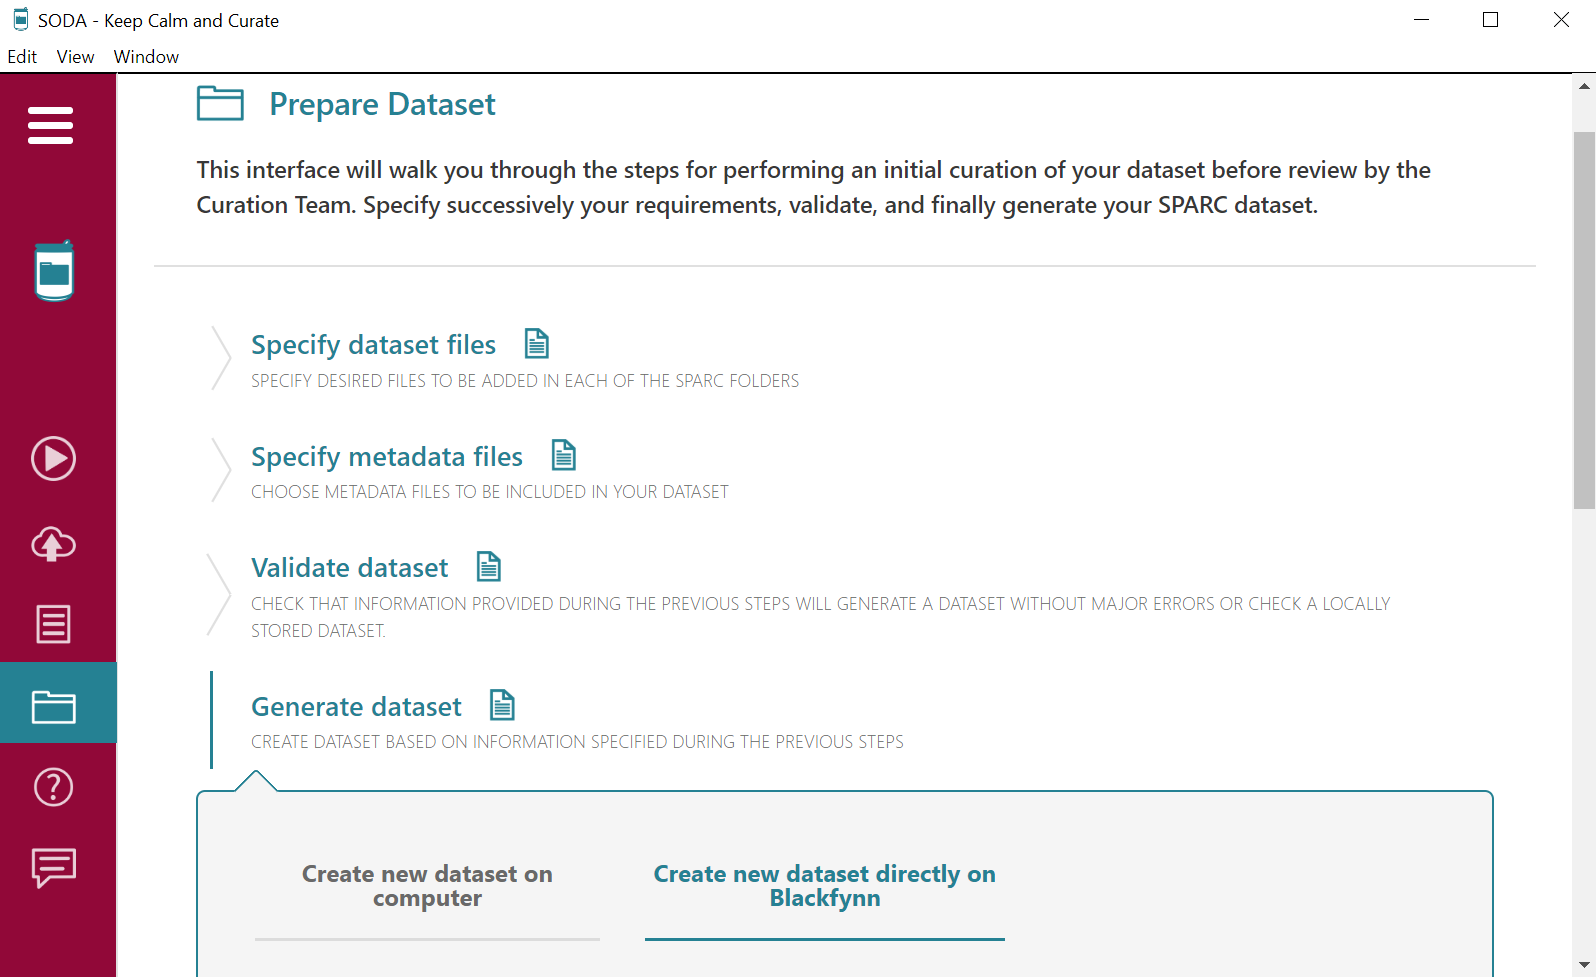 SODA - Keep Calm and Curate
Edit View Window
Prepare Dataset
This interface will walk you through the steps for performing an initial curation of your dataset before review by the
Curation Team. Specify successively your requirements, validate, and finally generate your SPARC dataset.
Specify dataset files
SPECIFY DESIRED FILES TO BE ADDED IN EACH OF THE SPARC FOLDERS
Specify metadata files
CHOOSE METADATA FILES TO BE INCLUDED IN YOUR DATASET
Validate dataset
CHECK THAT INFORMATION PROVIDED DURING THE PREVIOUS STEPS WILL GENERATE A DATASET WITHOUT MAJOR ERRORS OR CHECK A LOCALLY
STORED DATASET.
Generate dataset
CREATE DATASET BASED ON INFORMATION SPECIFIED DURING THE PREVIOUS STEPS
Create new dataset on
computer
Create new dataset directly on
Blackfynn